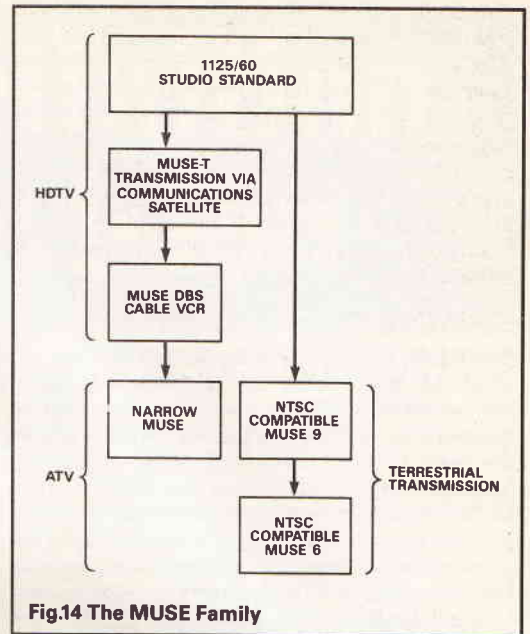 1125/60
STUDIO STANDARD
MUSE-T
TRANSMISSION VIA
COMMUNICATIONS
SATELLITE
HDTV
MUSE DBS
CABLE VCR
NARROW
MUSE
NTSC
COMPATIBLE
MUSE 9
ATV
TERRESTRIAL
TRANSMISSION
NTSC
COMPATIBLE
MUSE 6
Fig.14 The MUSE Family